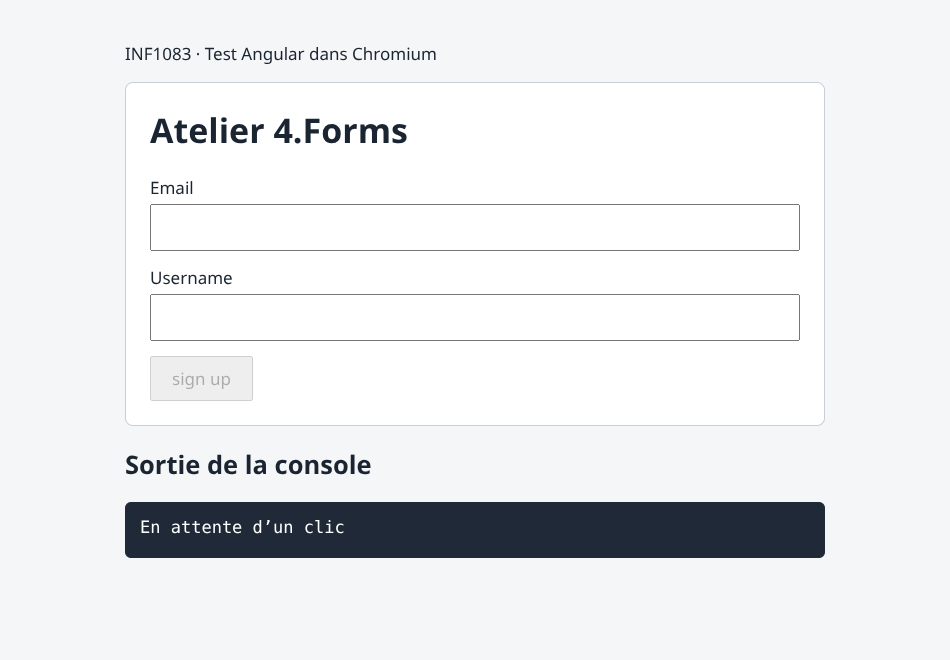 INF1083 · Test Angular dans Chromium
Atelier 4.Forms
Email
Username
sign up
Sortie de la console
En attente d’un clic